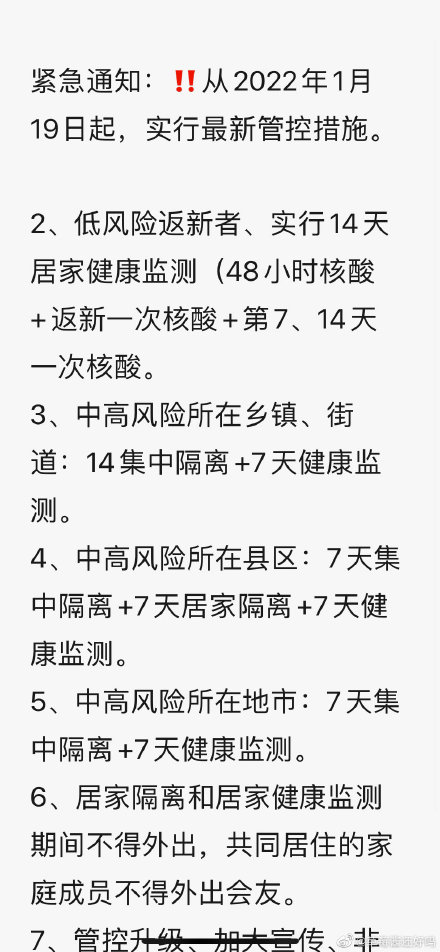 紧急通知：‼️从2022年1月
19日起，实行最新管控措施。
2、低风险返新者、实行14天
居家健康监测（48小时核酸
+返新一次核酸+第7、14天
一次核酸。
3、中高风险所在乡镇、街
道：14集中隔离+7天健康监
测。
4、中高风险所在县区：7天集
中隔离+7天居家隔离+7天健
康监测。
5、中高风险所在地市：7天集
中隔离+7天健康监测。
6、居家隔离和居家健康监测
期间不得外出，共同居住的家
庭成员不得外出会友。
7、管控升级、加大宣传、非